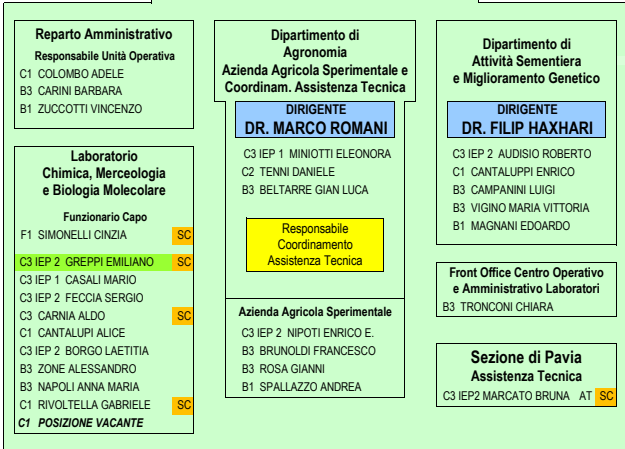 Reparto Amministrativo
Responsabile Unità Operativa
C1 COLOMBO ADELE
B3 CARINI BARBARA
B1 ZUCCOTTI VINCENZO
Laboratorio
Chimica, Merceologia
e Biologia Molecolare
Funzionario Capo
F1 SIMONELLI CINZIA SC
C3 IEP 2 GREPPI EMILIANO SC
C3 IEP 1 CASALI MARIO
C3 IEP 2 FECCIA SERGIO
C3 CARNIA ALDO SC
C1 CANTALUPI ALICE
C3 IEP 2 BORGO LAETITIA
B3 ZONE ALESSANDRO
B3 NAPOLI ANNA MARIA
C1 RIVOLTELLA GABRIELE SC
C1 POSIZIONE VACANTE
Dipartimento di
Agronomia
Azienda Agricola Sperimentale e
Coordinam. Assistenza Tecnica
DIRIGENTE
DR. MARCO ROMANI
C3 IEP 1 MINIOTTI ELEONORA
C2 TENNI DANIELE
B3 BELTARRE GIAN LUCA
Responsabile
Coordinamento
Assistenza Tecnica
Azienda Agricola Sperimentale
C3 IEP 2 NIPOTI ENRICO E.
B3 BRUNOLDI FRANCESCO
B3 ROSA GIANNI
B1 SPALLAZZO ANDREA
Dipartimento di
Attività Sementiera
e Miglioramento Genetico
DIRIGENTE
DR. FILIP HAXHARI
C3 IEP 2 AUDISIO ROBERTO
C1 CANTALUPPI ENRICO
B3 CAMPANINI LUIGI
B3 VIGINO MARIA VITTORIA
B1 MAGNANI EDOARDO
Front Office Centro Operativo
e Amministrativo Laboratori
B3 TRONCONI CHIARA
Sezione di Pavia
Assistenza Tecnica
C3 IEP2 MARCATO BRUNA AT SC